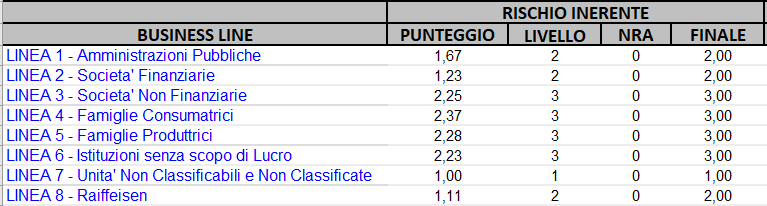 RISCHIO INERENTE
BUSINESS LINE PUNTEGGIO LIVELLO NRA FINALE
LINEA 1 - Amministrazioni Pubbliche 1,67 2 0 2,00
LINEA 2 - Societa' Finanziarie 1,23 2 0 2,00
LINEA 3 - Societa' Non Finanziarie 2,25 3 0 3,00
LINEA 4 - Famiglie Consumatrici 2,37 3 0 3,00
LINEA 5 - Famiglie Produttrici 2,28 3 0 3,00
LINEA 6 - Istituzioni senza scopo di Lucro 2,23 3 0 3,00
LINEA 7 - Unita' Non Classificabili e Non Classificate 1,00 1 0 1,00
LINEA 8 - Raiffeisen 1,11 2 0 2,00